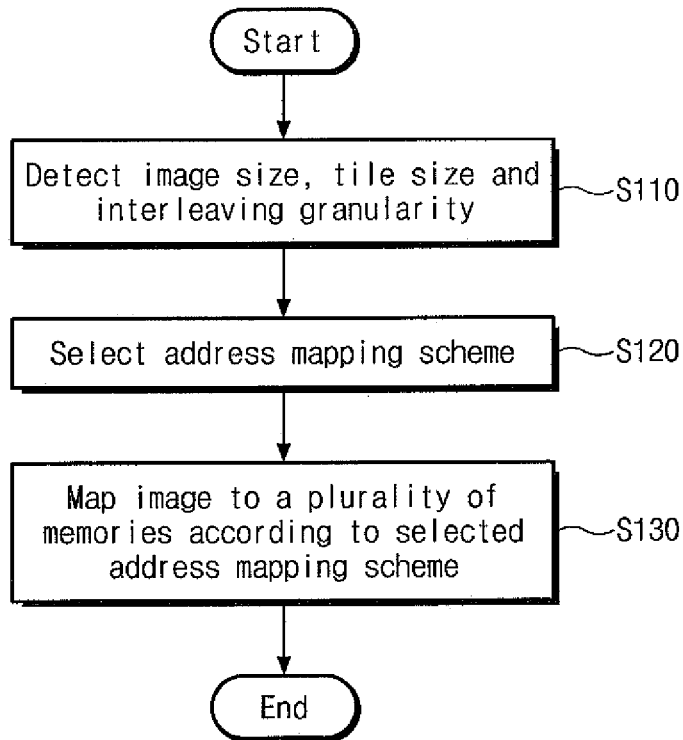 Start
Detect image size, tile size and
interleaving granularity
S110
Select address mapping scheme
S120
Map image to a plurality of
memories according to selected
address mapping scheme
S130
End